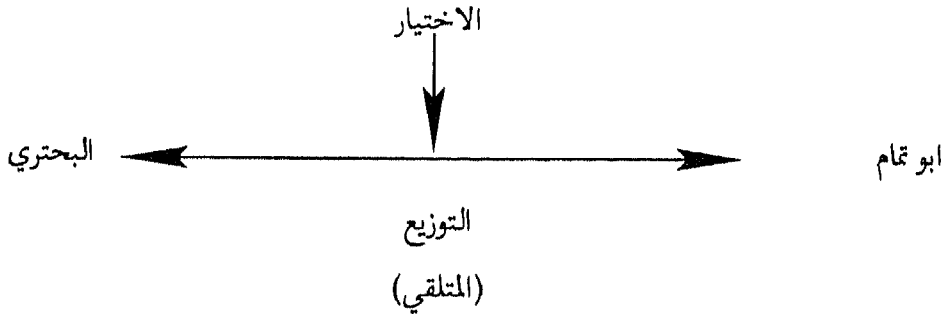 الاختيار
ابو تمام
البحتري
التوزيع
(المتلقي)